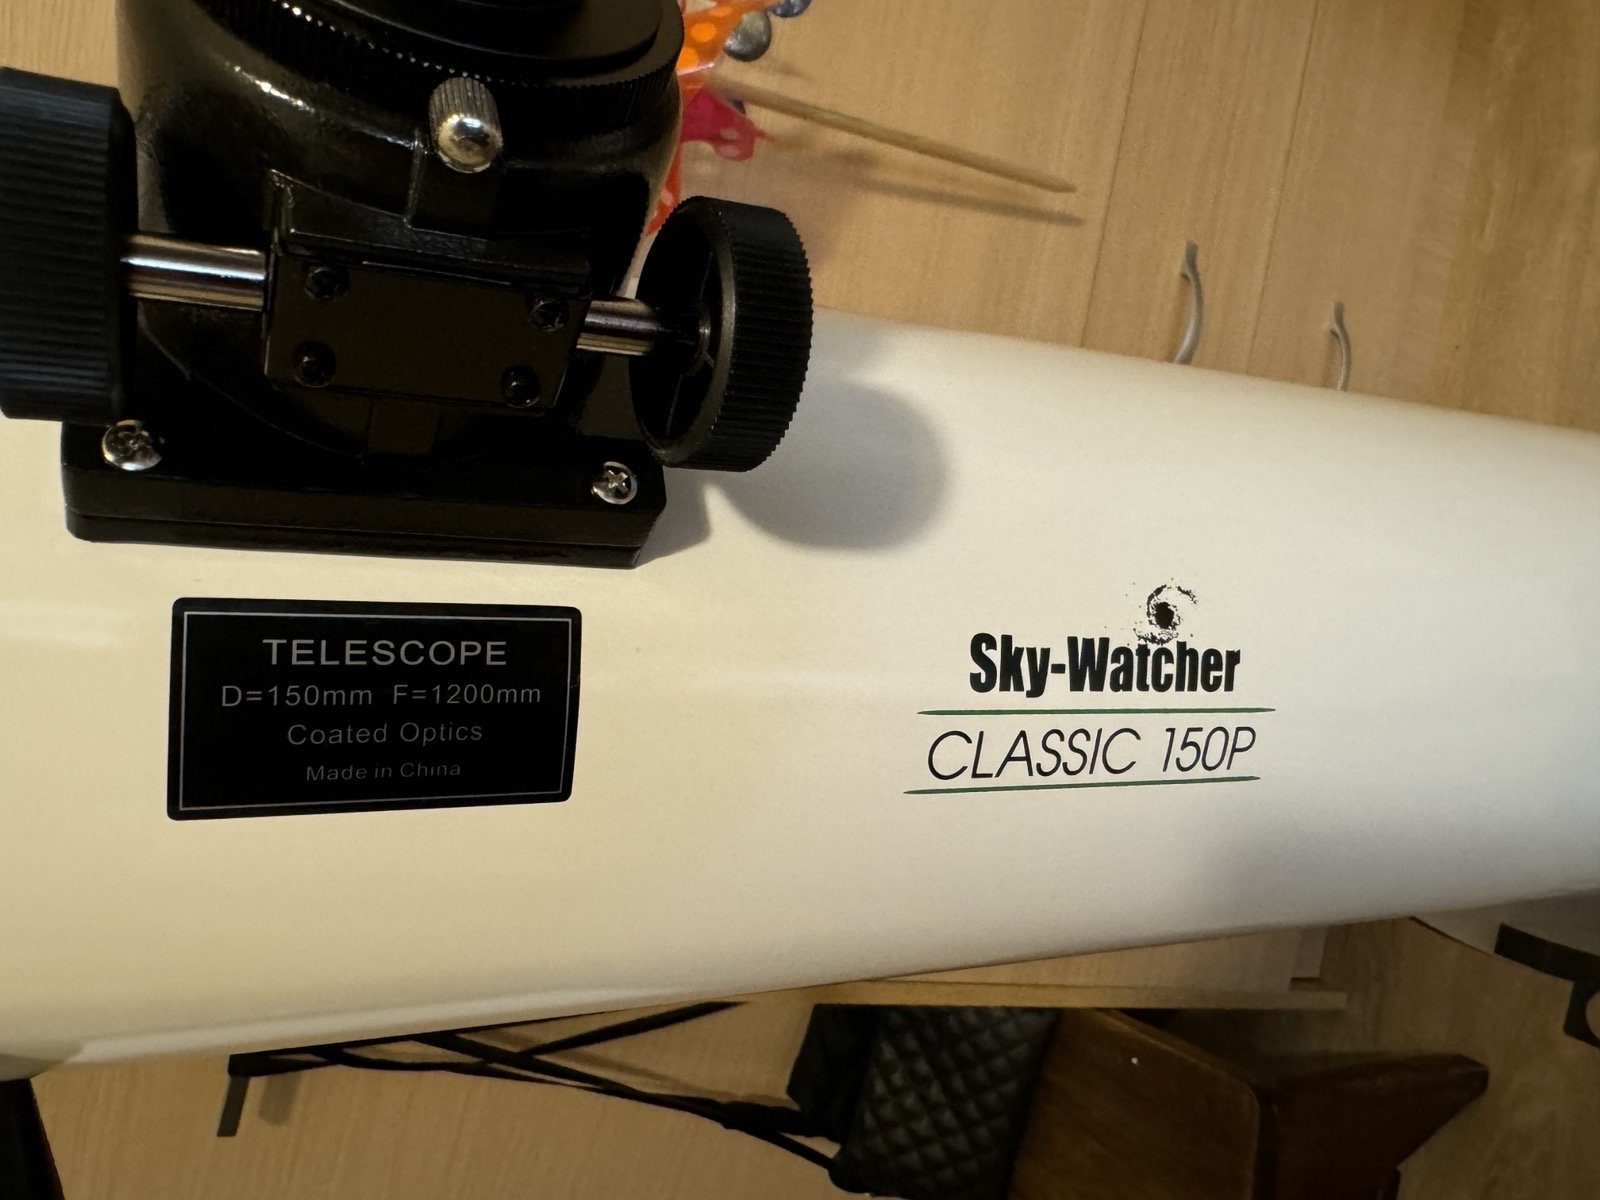 TELESCOPE
D=150mm F=1200mm
Coated Optics
Made in China
Sky-Watcher
CLASSIC 150P